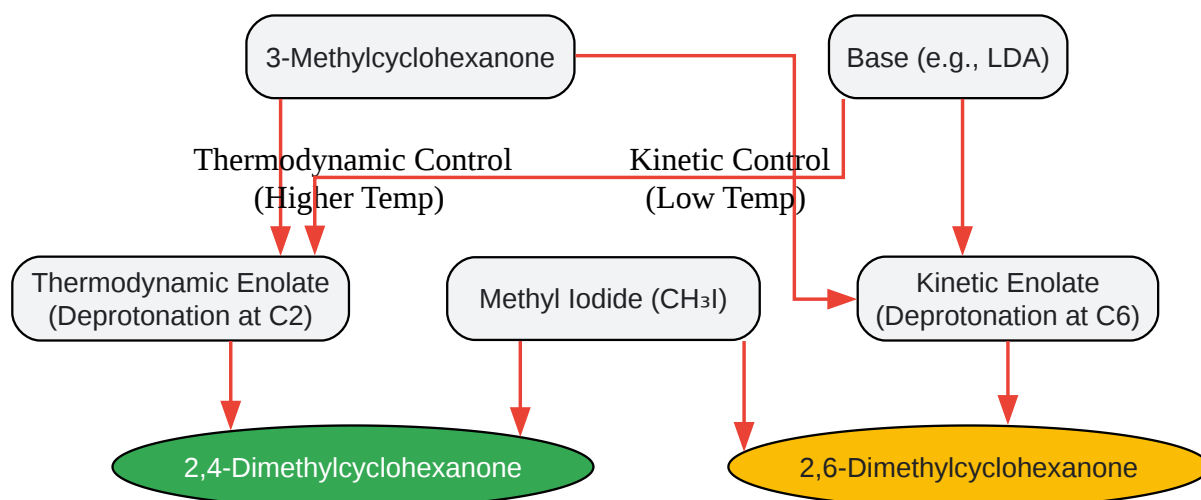 3-Methylcyclohexanone
Base (e.g., LDA)
Thermodynamic Control
(Higher Temp)
Kinetic Control
(Low Temp)
Thermodynamic Enolate
(Deprotonation at C2)
Methyl Iodide (CH₃I)
Kinetic Enolate
(Deprotonation at C6)
2,4-Dimethylcyclohexanone
2,6-Dimethylcyclohexanone